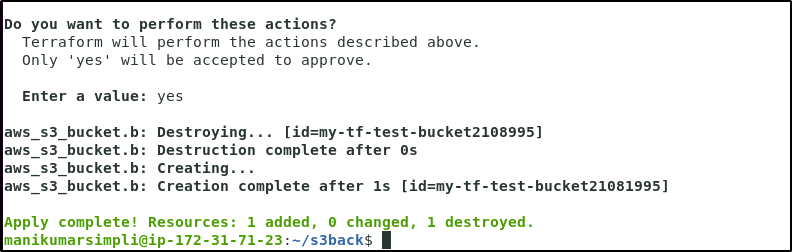 Do you want to perform these actions?
Terraform will perform the actions described above.
Only 'yes' will be accepted to approve.
Enter a value: yes
aws_s3_bucket.b: Destroying... [id=my-tf-test-bucket2108995]
aws_s3_bucket.b: Destruction complete after 0s
aws_s3_bucket.b: Creating...
aws_s3_bucket.b: Creation complete after 1s [id=my-tf-test-bucket21081995]
Apply complete! Resources: 1 added, 0 changed, 1 destroyed.
manikumarsimpli@ip-172-31-71-23:~/s3back$